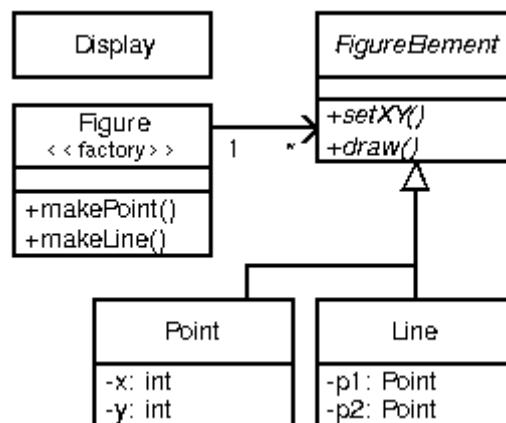 Display
FigureElement
+setXY()
+draw()
Figure
<<factory>>
+makePoint()
+makeLine()
1
*
Point
-x: int
-y: int
Line
-p1: Point
-p2: Point